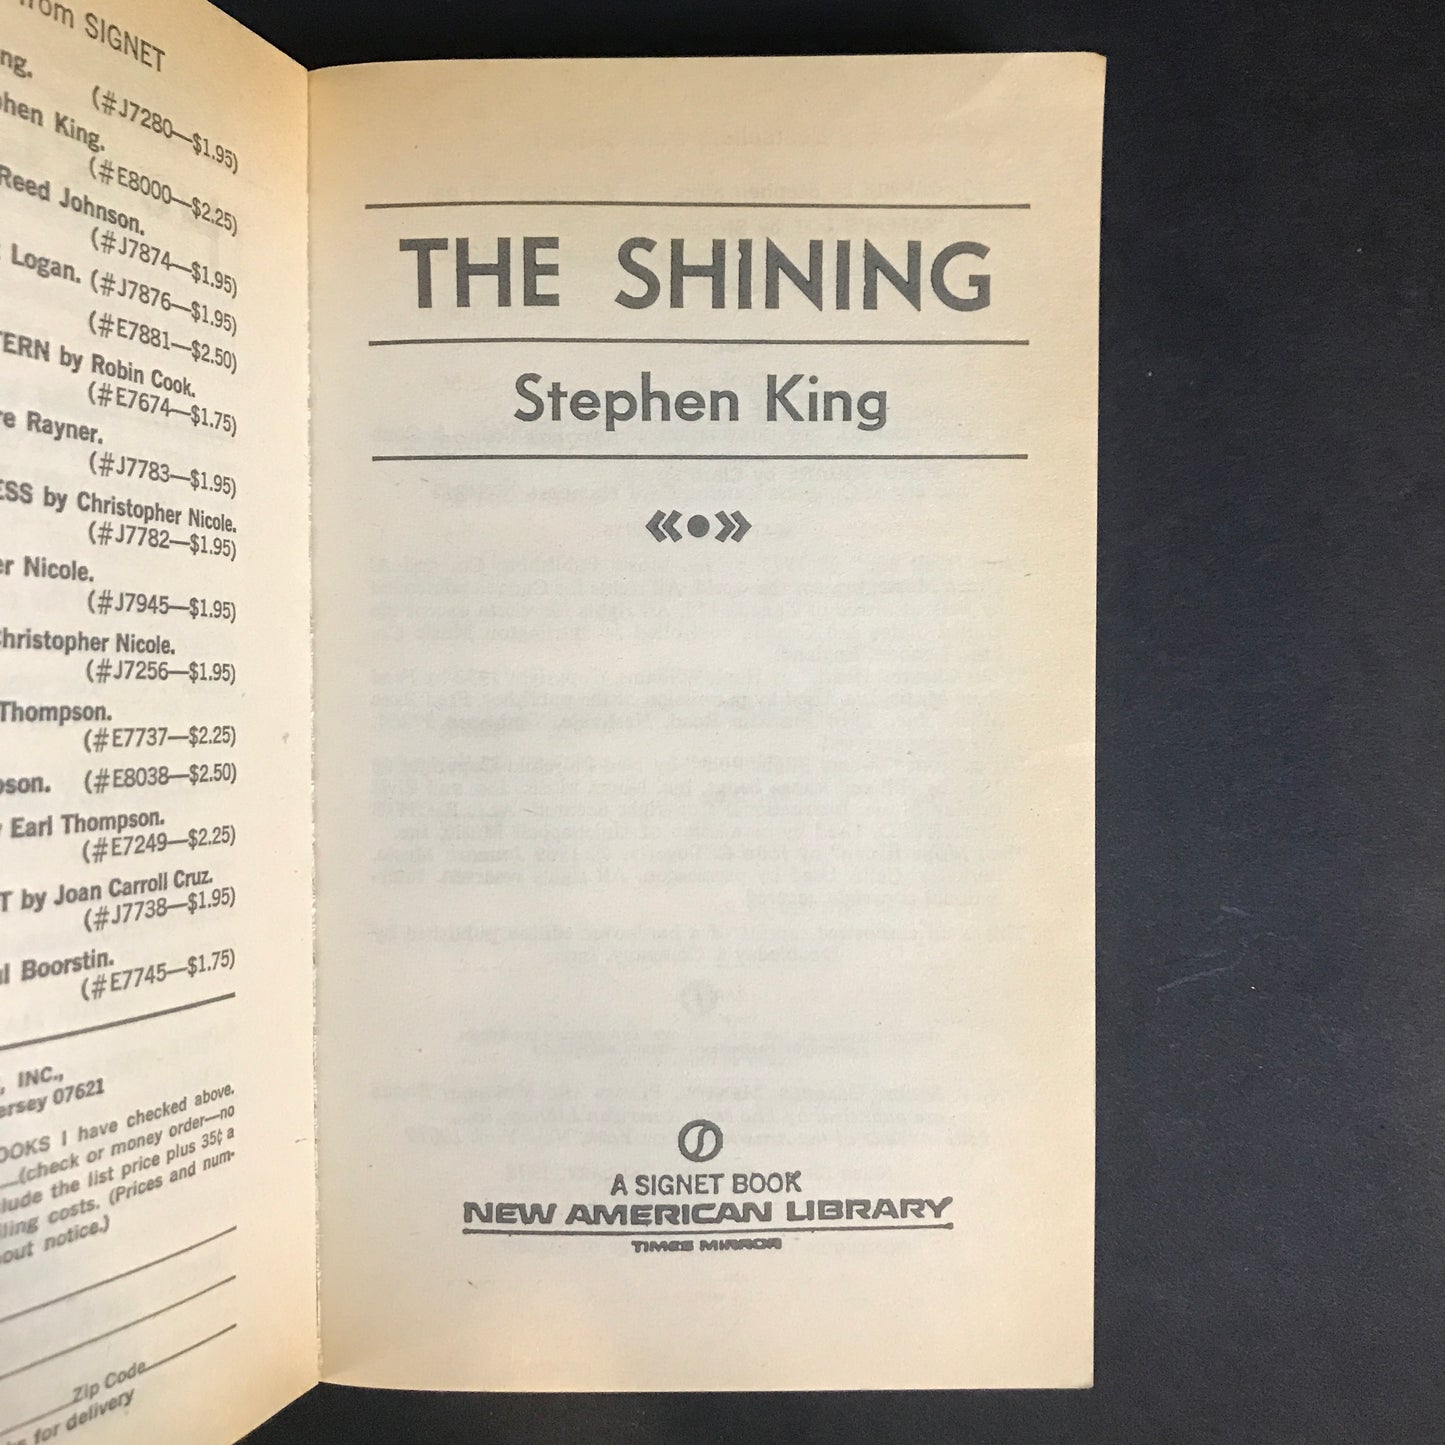 from SIGNET
ng.
(#J7280—$1.95)
phen King.
(#E8000—$2.25)
Reed Johnson.
(#J7874—$1.95)
Logan. (#J7876—$1.95)
(#E7881—$2.50)
TERN by Robin Cook.
(#E7674—$1.75)
re Rayner.
(#J7783—$1.95)
ESS by Christopher Nicole.
(#J7782—$1.95)
er Nicole.
(#J7945—$1.95)
Christopher Nicole.
(#J7256—$1.95)
Thompson.
(#E7737—$2.25)
pson. (#E8038—$2.50)
y Earl Thompson.
(#E7249—$2.25)
T by Joan Carroll Cruz.
(#J7738—$1.95)
ul Boorstin.
(#E7745—$1.75)
, INC.,
ersey 07621
OOKS I have checked above.
(check or money order—no
lude the list price plus 35¢ a
lling costs. (Prices and num-
out notice.)
Zip Code
for delivery
THE SHINING
Stephen King
A SIGNET BOOK
NEW AMERICAN LIBRARY
TIMES MIRROR